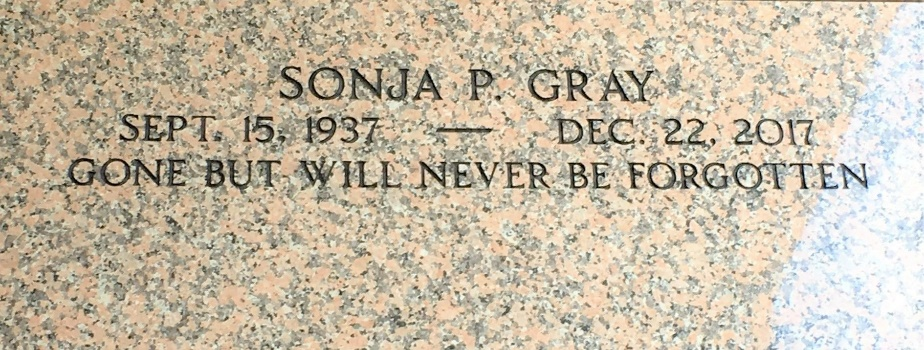 SONJA P. GRAY
SEPT. 15, 1937 — DEC. 22, 2017
GONE BUT WILL NEVER BE FORGOTTEN